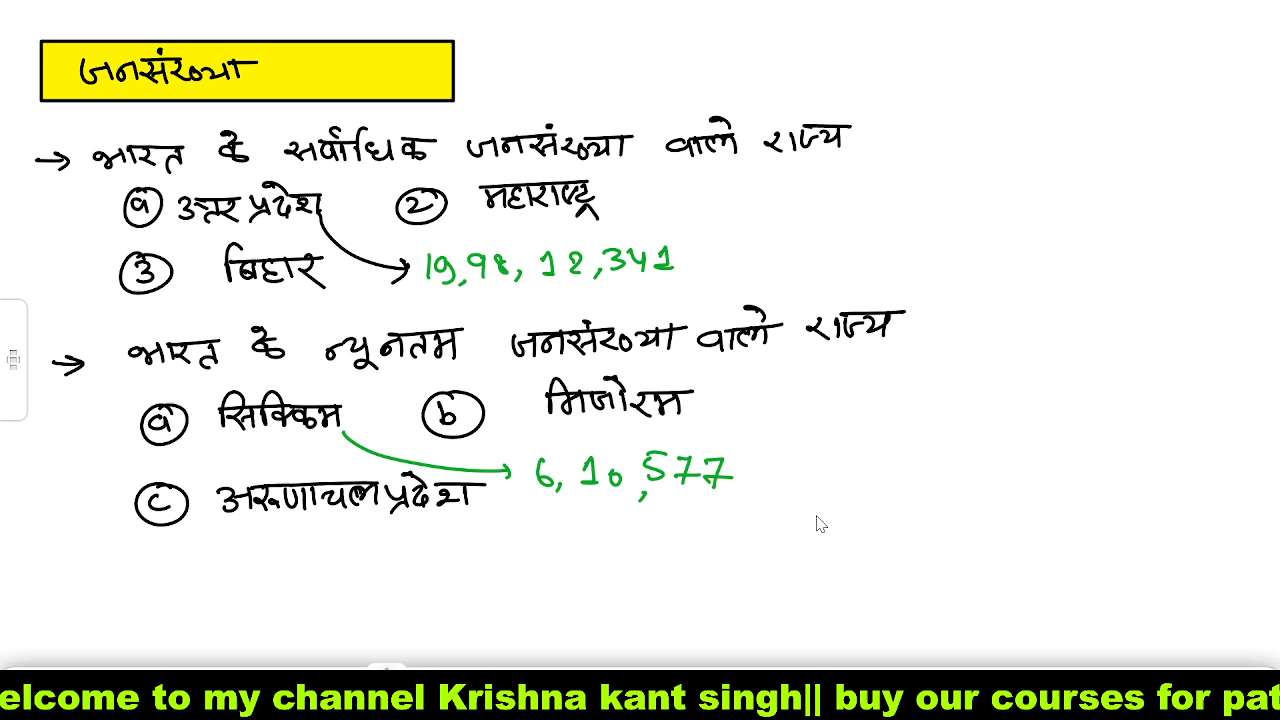 जनसंख्या
→ भारत के सर्वाधिक जनसंख्या वाले राज्य
(a) उत्तर प्रदेश (2) महाराष्ट्र
(3) बिहार → 19,98,12,341
→ भारत के न्यूनतम जनसंख्या वाले राज्य
(a) सिक्किम (b) मिजोरम
→ 6,10,577
(c) अरूणाचल प्रदेश
elcome to my channel Krishna kant singh|| buy our courses for pat